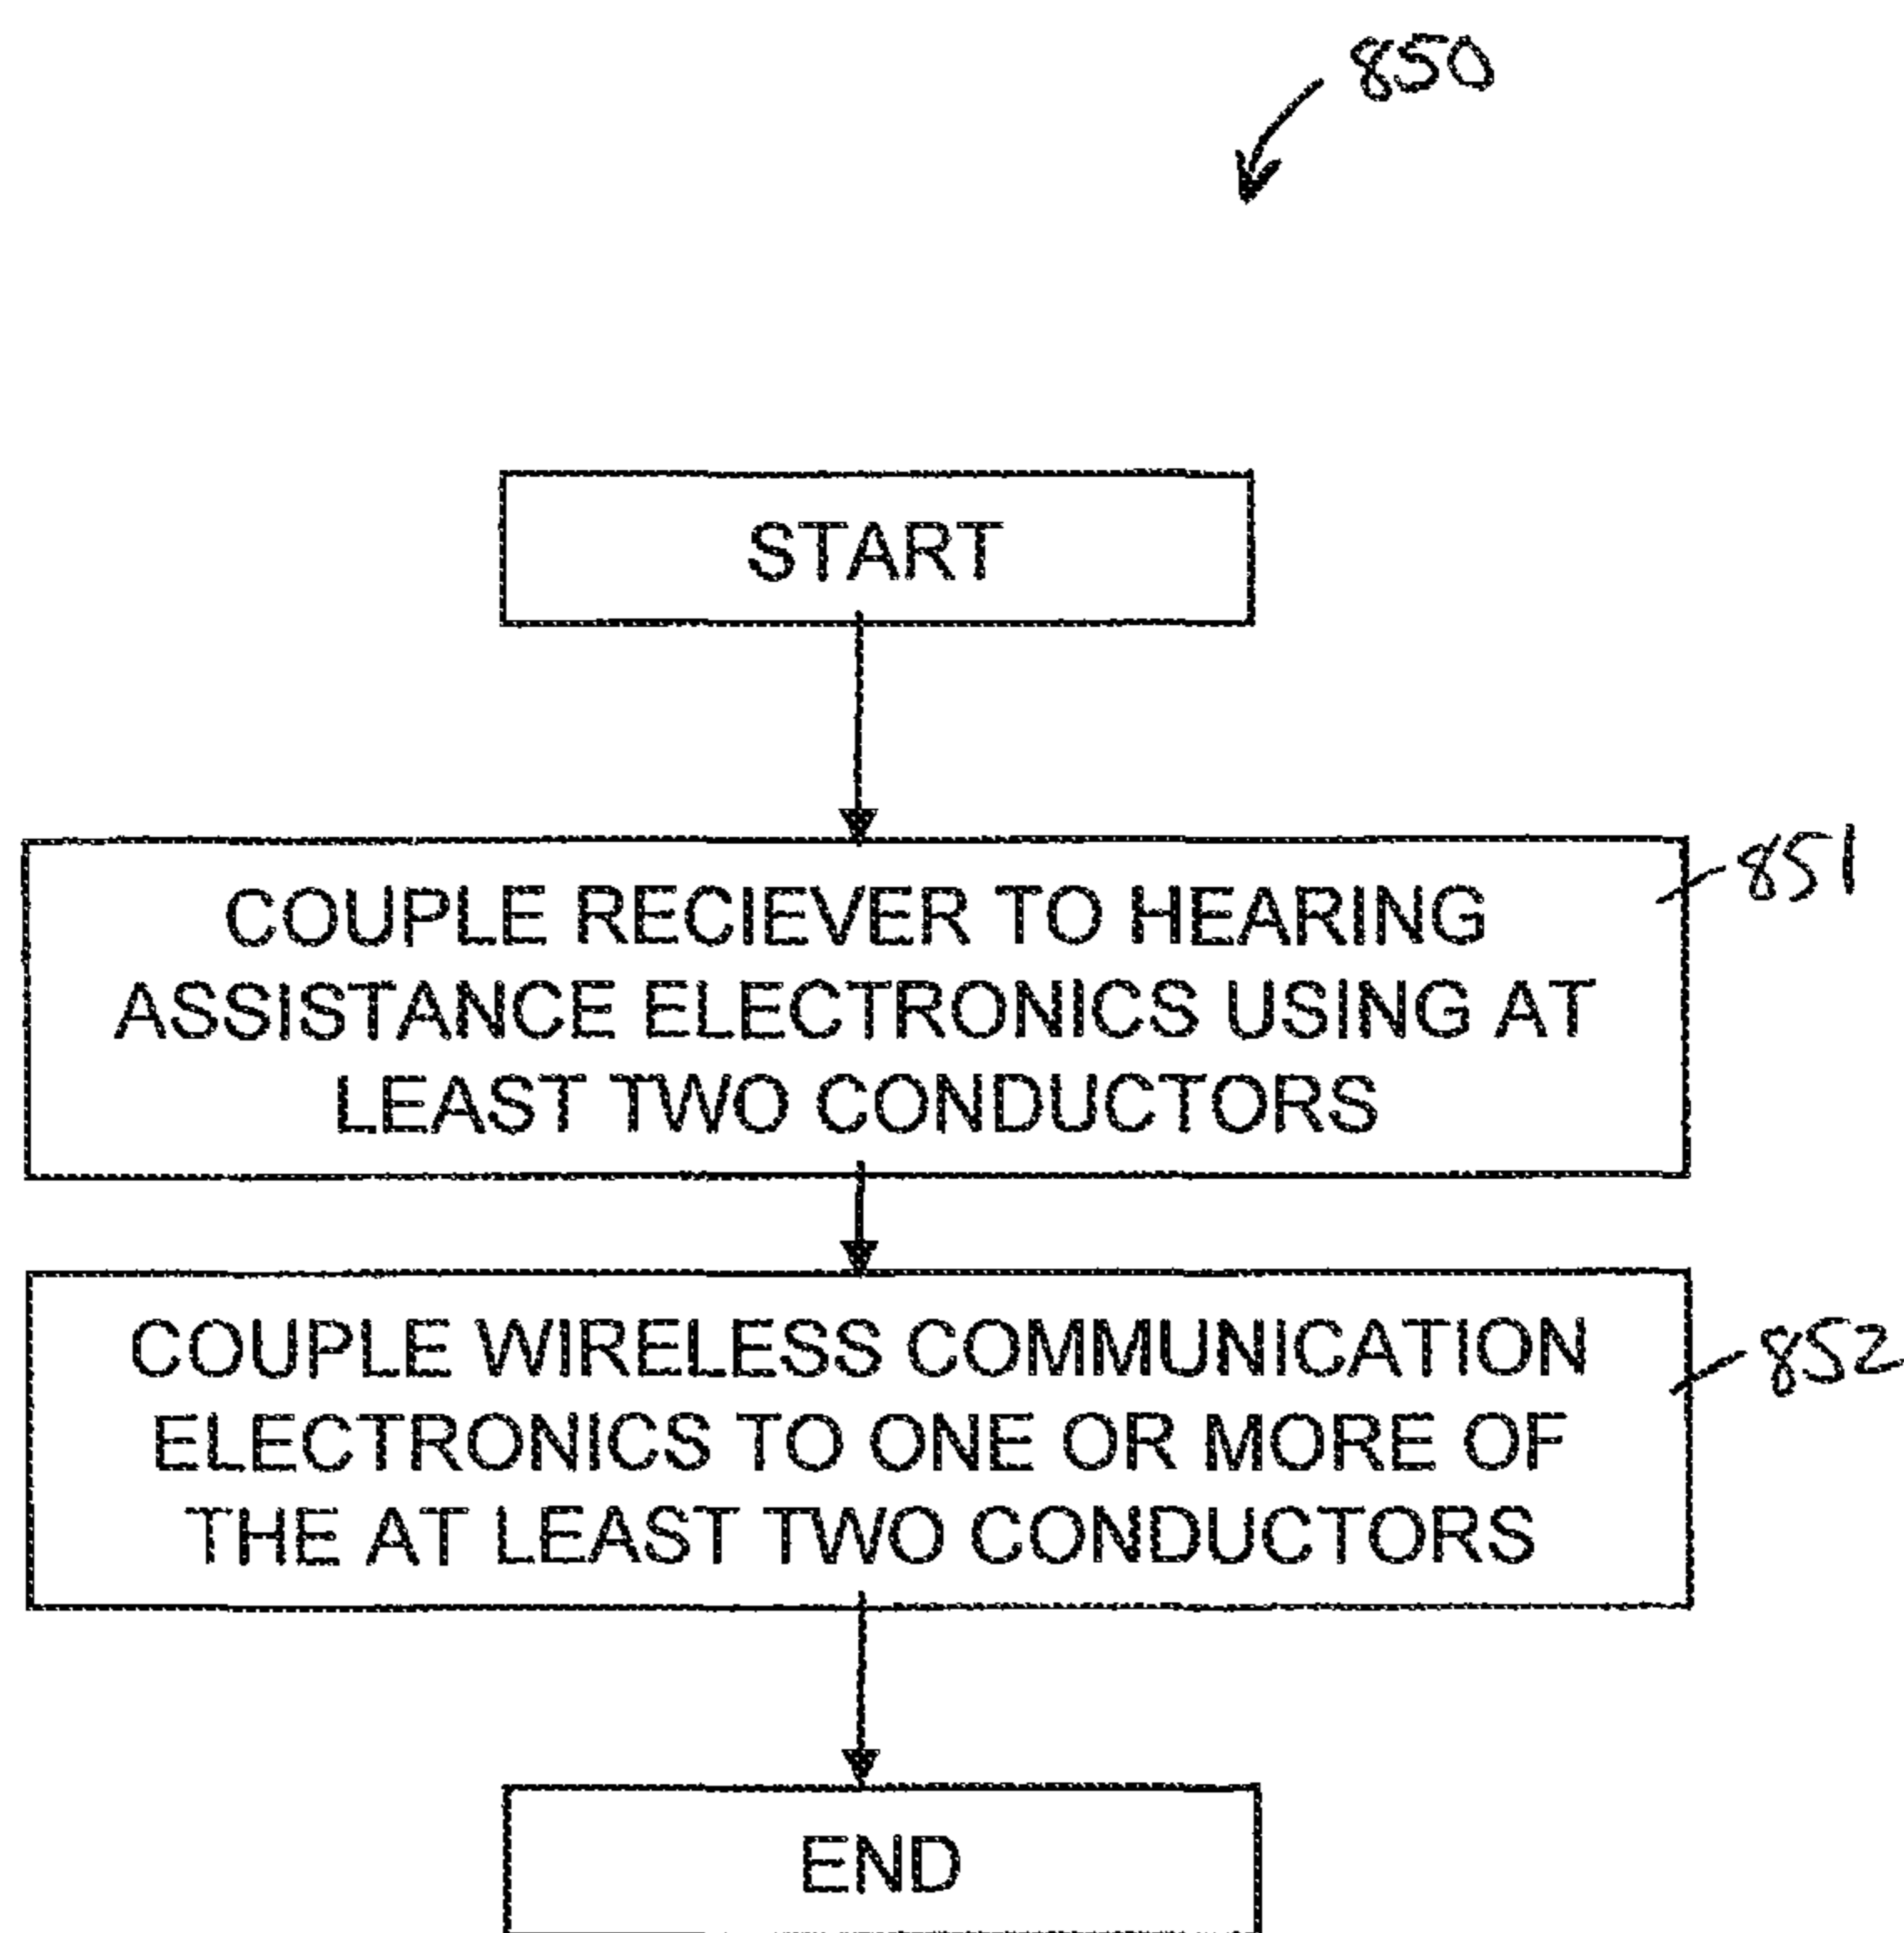 850
START
COUPLE RECIEVER TO HEARING
ASSISTANCE ELECTRONICS USING AT
LEAST TWO CONDUCTORS
851
COUPLE WIRELESS COMMUNICATION
ELECTRONICS TO ONE OR MORE OF
THE AT LEAST TWO CONDUCTORS
852
END